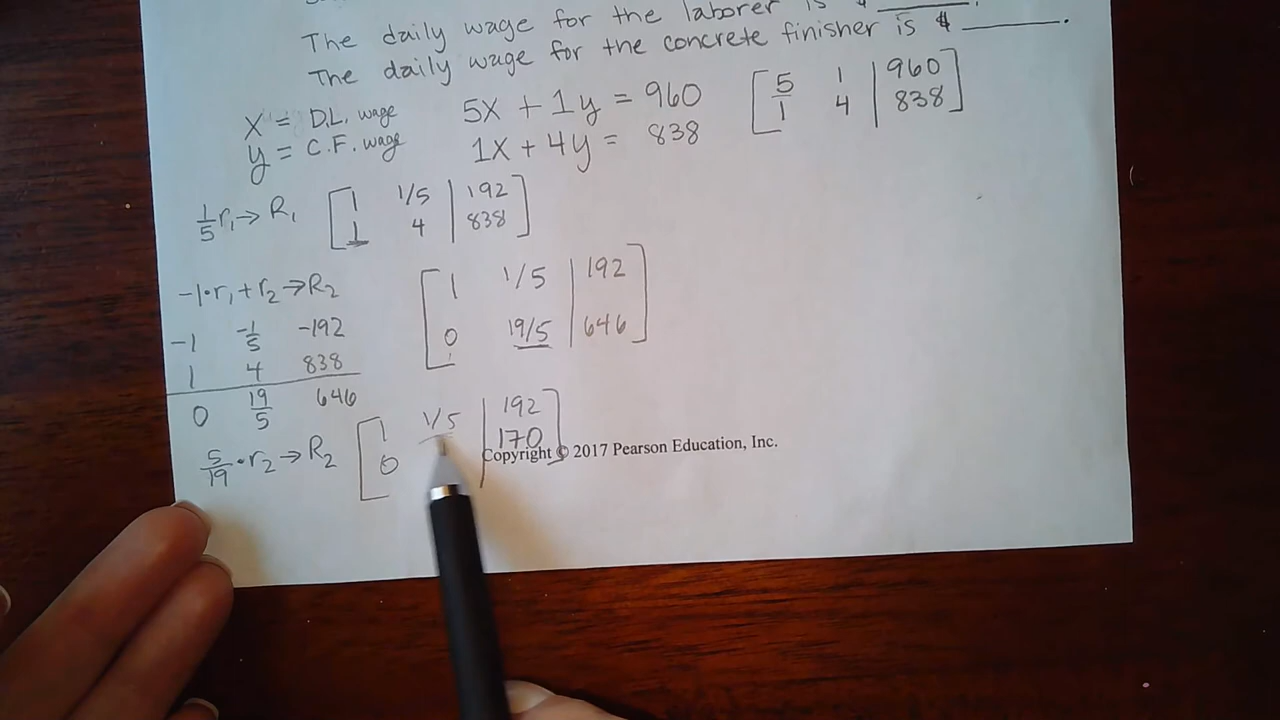 The daily wage for the laborer is $ ______.
The daily wage for the concrete finisher is $ ______.
x = D.L. wage 5x + 1y = 960 [ 5 1 | 960 ]
y = C.F. wage 1x + 4y = 838 [ 1 4 | 838 ]
1/5 r₁ → R₁ [ 1 1/5 | 192 ]
[ 1 4 | 838 ]
-1·r₁ + r₂ → R₂ [ 1 1/5 | 192 ]
-1 -1/5 -192 [ 0 19/5 | 646 ]
1 4 838
0 19/5 646
5/19 · r₂ → R₂ [ 1 1/5 | 192 ]
[ 0 1 | 170 ]
Copyright © 2017 Pearson Education, Inc.